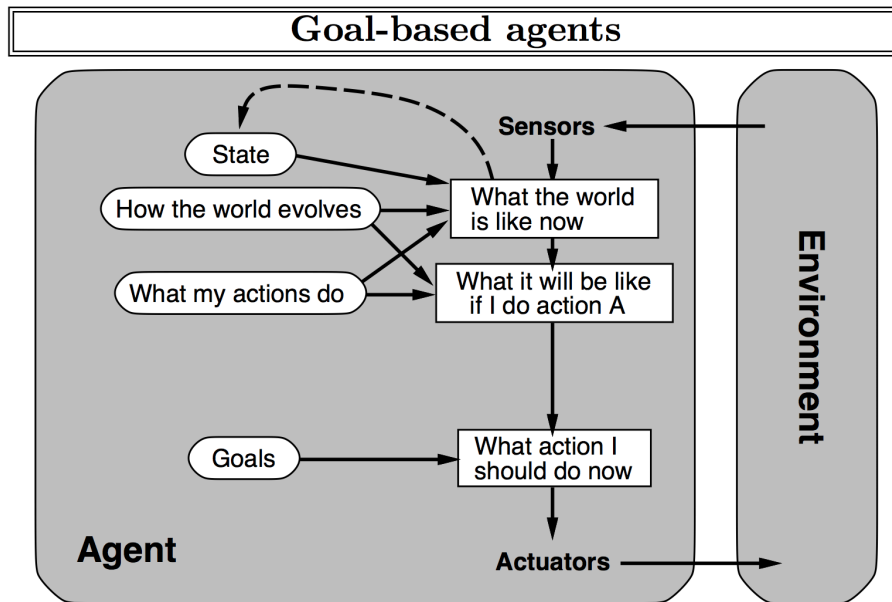 Goal-based agents
Sensors
State
What the world
is like now
How the world evolves
What it will be like
if I do action A
What my actions do
Environment
What action I
should do now
Goals
Agent
Actuators